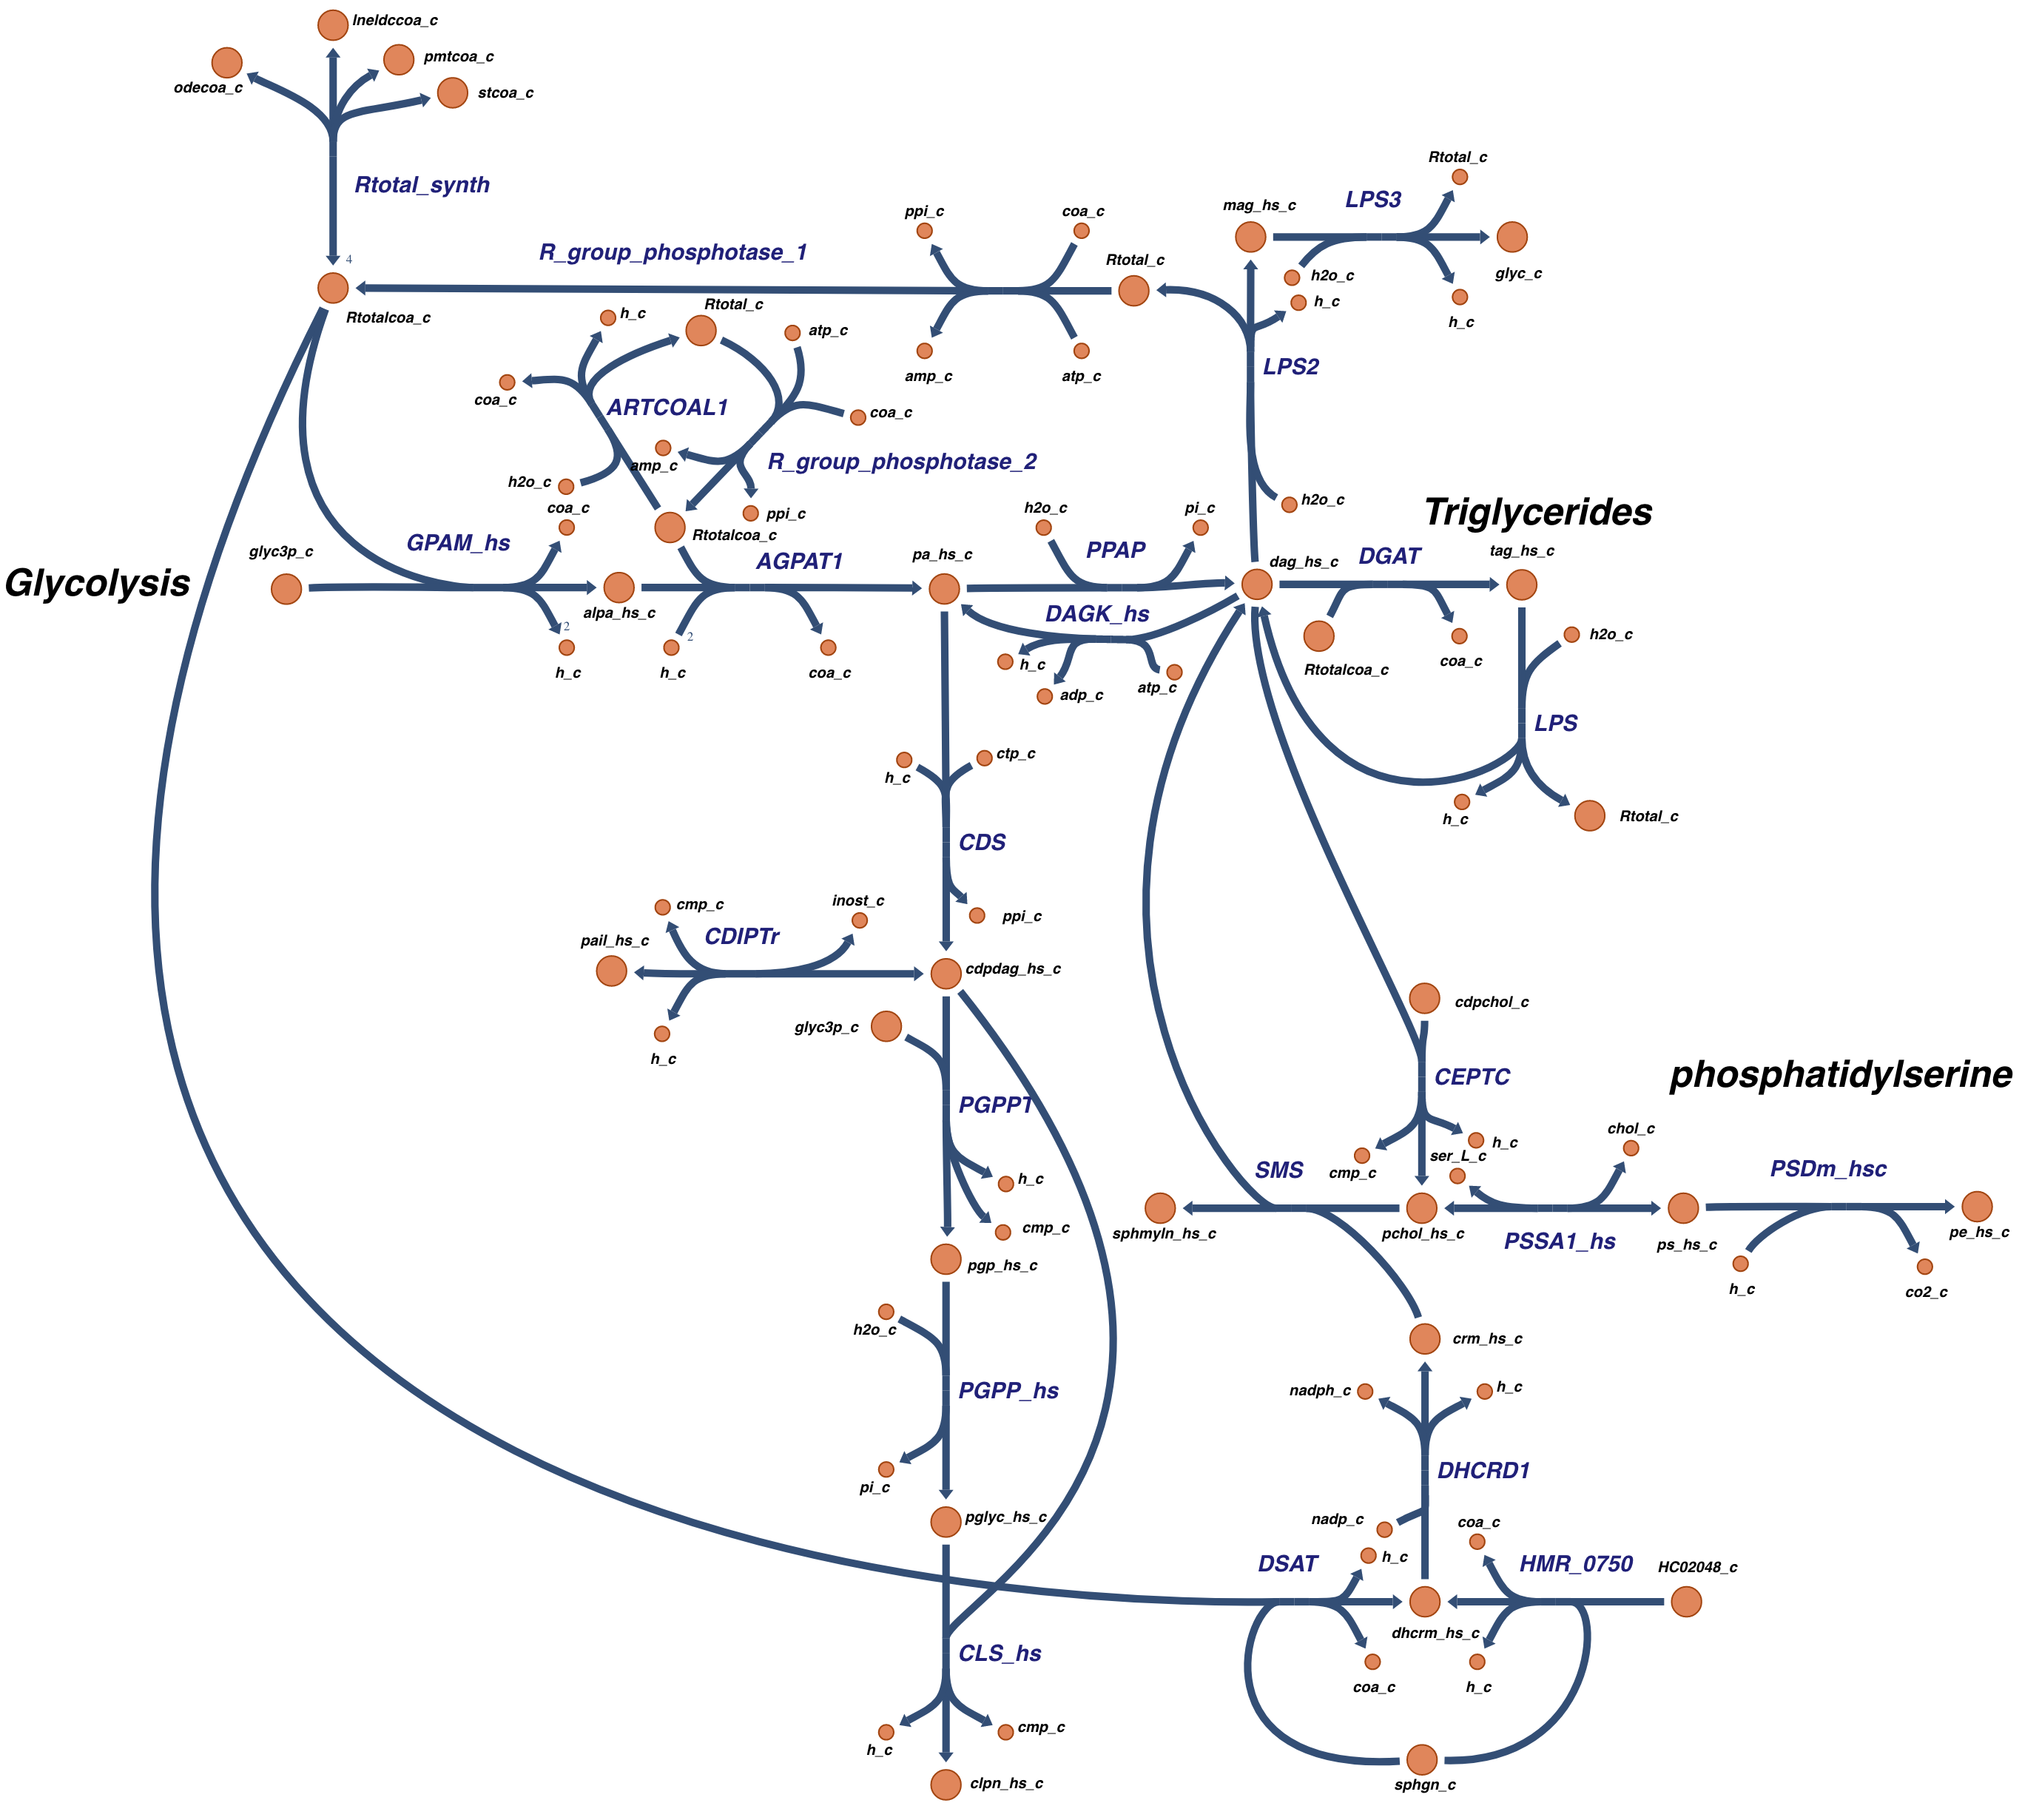 lneldccoa_c
pmtcoa_c
odecoa_c
stcoa_c
Rtotal_synth
4
Rtotalcoa_c
R_group_phosphotase_1
ppi_c
coa_c
Rtotal_c
amp_c
atp_c
mag_hs_c
LPS3
Rtotal_c
h2o_c
glyc_c
h_c
h_c
LPS2
h2o_c
h_c
Rtotal_c
atp_c
coa_c
ARTCOAL1
coa_c
amp_c
R_group_phosphotase_2
h2o_c
ppi_c
Rtotalcoa_c
Glycolysis
glyc3p_c
GPAM_hs
coa_c
2
h_c
alpa_hs_c
AGPAT1
2
h_c
coa_c
pa_hs_c
h2o_c
PPAP
pi_c
DAGK_hs
h_c
adp_c
atp_c
dag_hs_c
Triglycerides
DGAT
tag_hs_c
Rtotalcoa_c
coa_c
h2o_c
LPS
h_c
Rtotal_c
h_c
ctp_c
CDS
ppi_c
cmp_c
inost_c
CDIPTr
pail_hs_c
h_c
cdpdag_hs_c
glyc3p_c
PGPPT
h_c
cmp_c
pgp_hs_c
h2o_c
PGPP_hs
pi_c
pglyc_hs_c
CLS_hs
h_c
cmp_c
clpn_hs_c
cdpchol_c
CEPTC
cmp_c
h_c
ser_L_c
chol_c
phosphatidylserine
SMS
sphmyln_hs_c
pchol_hs_c
PSSA1_hs
ps_hs_c
PSDm_hsc
h_c
co2_c
pe_hs_c
crm_hs_c
nadph_c
h_c
DHCRD1
nadp_c
DSAT
h_c
coa_c
HMR_0750
HC02048_c
dhcrm_hs_c
coa_c
h_c
sphgn_c